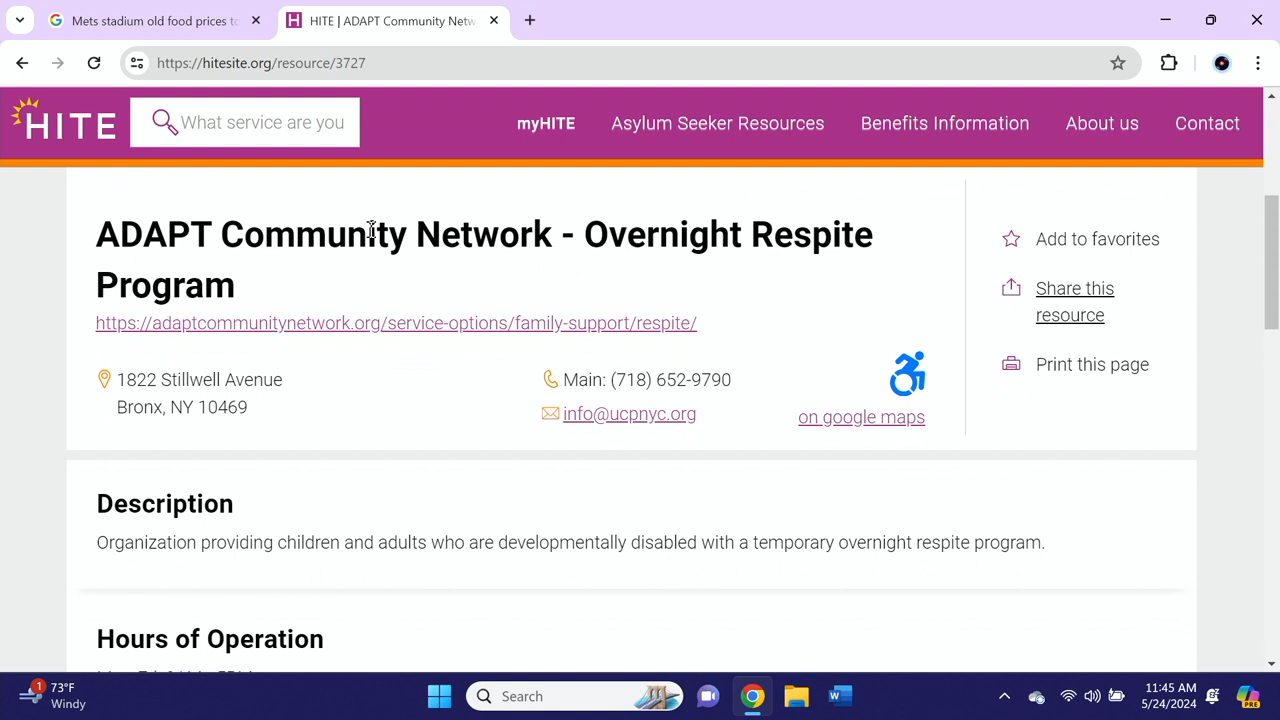 Mets stadium old food prices to
HITE | ADAPT Community Netw
https://hitesite.org/resource/3727
HITE
What service are you
myHITE
Asylum Seeker Resources
Benefits Information
About us
Contact
ADAPT Community Network - Overnight Respite
Program
https://adaptcommunitynetwork.org/service-options/family-support/respite/
1822 Stillwell Avenue
Bronx, NY 10469
Main: (718) 652-9790
info@ucpnyc.org
on google maps
Add to favorites
Share this
resource
Print this page
Description
Organization providing children and adults who are developmentally disabled with a temporary overnight respite program.
Hours of Operation
1
73°F
Windy
Search
11:45 AM
5/24/2024
PRE